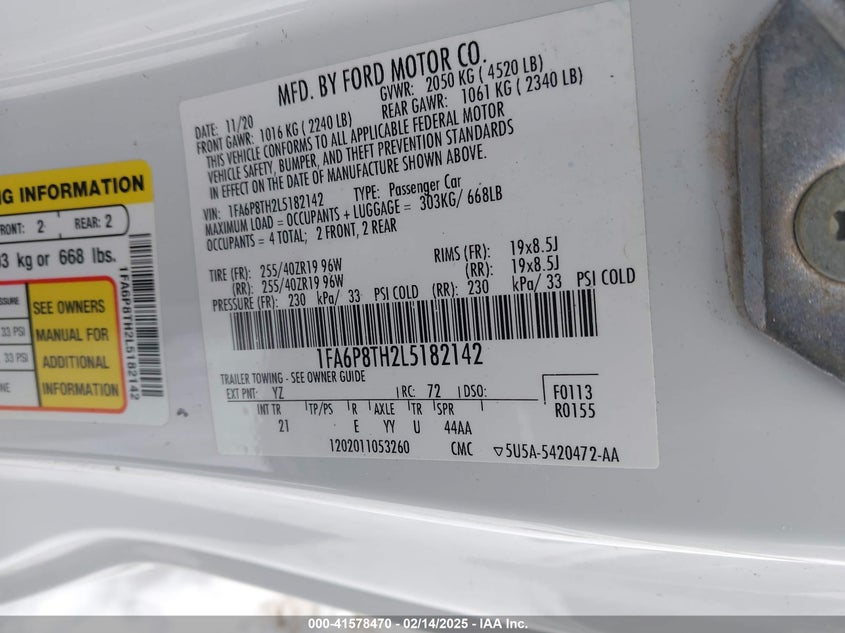 MFD. BY FORD MOTOR CO.
DATE: 11/20 GVWR: 2050 KG ( 4520 LB)
FRONT GAWR: 1016 KG ( 2240 LB) REAR GAWR: 1061 KG ( 2340 LB)
THIS VEHICLE CONFORMS TO ALL APPLICABLE FEDERAL MOTOR
VEHICLE SAFETY, BUMPER, AND THEFT PREVENTION STANDARDS
IN EFFECT ON THE DATE OF MANUFACTURE SHOWN ABOVE.
VIN: 1FA6P8TH2L5182142 TYPE: Passenger Car
MAXIMUM LOAD = OCCUPANTS + LUGGAGE = 303KG/ 668LB
OCCUPANTS = 4 TOTAL; 2 FRONT, 2 REAR
TIRE (FR): 255/40ZR19 96W RIMS (FR): 19x8.5J
(RR): 255/40ZR19 96W (RR): 19x8.5J
PRESSURE (FR): 230 kPa/ 33 PSI COLD (RR): 230 kPa/ 33 PSI COLD
1FA6P8TH2L5182142
TRAILER TOWING - SEE OWNER GUIDE
EXT PNT: YZ RC: 72 DSO: F0113
R0155
INT TR TP/PS R AXLE TR SPR
21 E YY U 44AA
1202011053260 CMC ▽5U5A-5420472-AA
INFORMATION
FRONT: 2 REAR: 2
kg or 668 lbs.
33 PSI
33 PSI
SEE OWNERS
MANUAL FOR
ADDITIONAL
INFORMATION
1FA6P8TH2L5182142
000-41578470 - 02/14/2025 - IAA Inc.